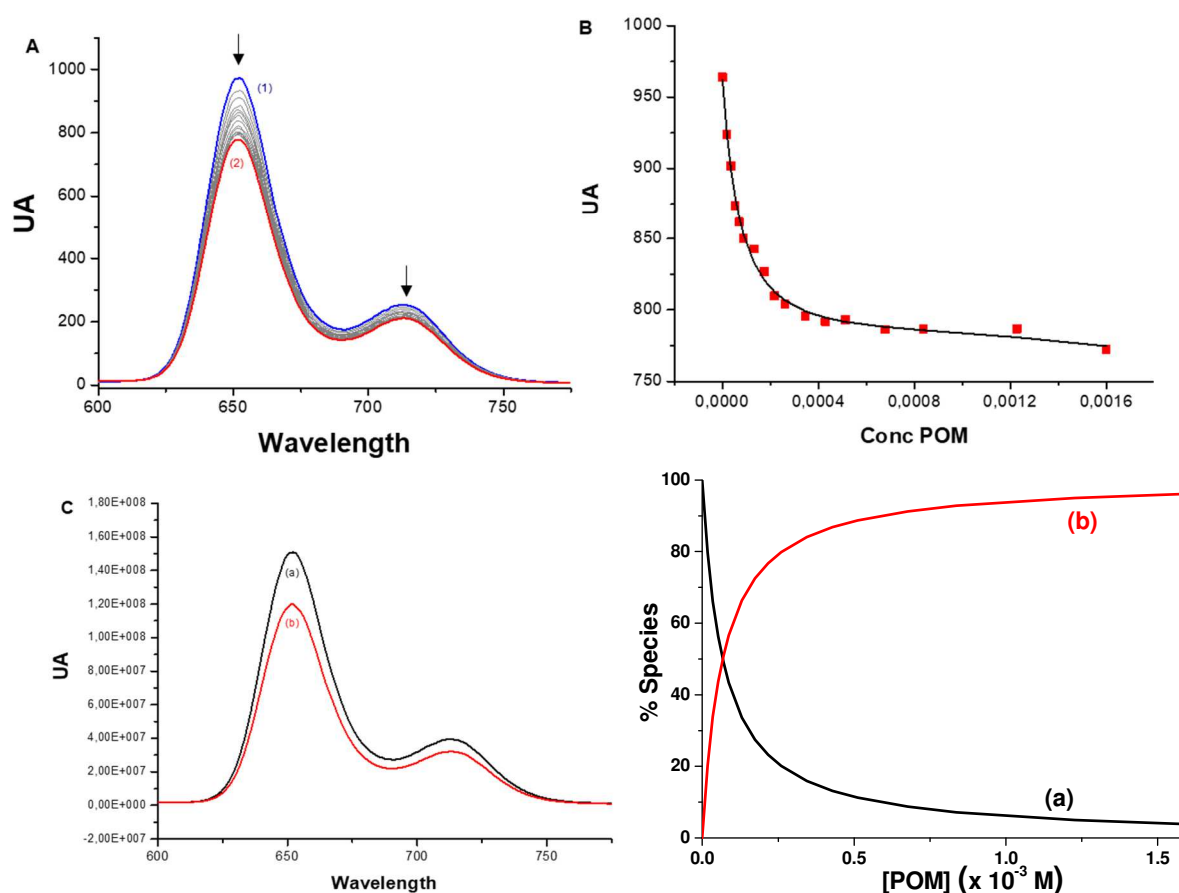 A
UA
1000
800
600
400
200
0
(1)
(2)
600
650
700
750
Wavelength
B
UA
1000
950
900
850
800
750
0,0000
0,0004
0,0008
0,0012
0,0016
Conc POM
C
UA
1,80E+008
1,60E+008
1,40E+008
1,20E+008
1,00E+008
8,00E+007
6,00E+007
4,00E+007
2,00E+007
0,00E+000
-2,00E+007
(a)
(b)
600
650
700
750
Wavelength
% Species
100
80
60
40
20
0
(b)
(a)
0.0
0.5
1.0
1.5
[POM] (x 10⁻³ M)